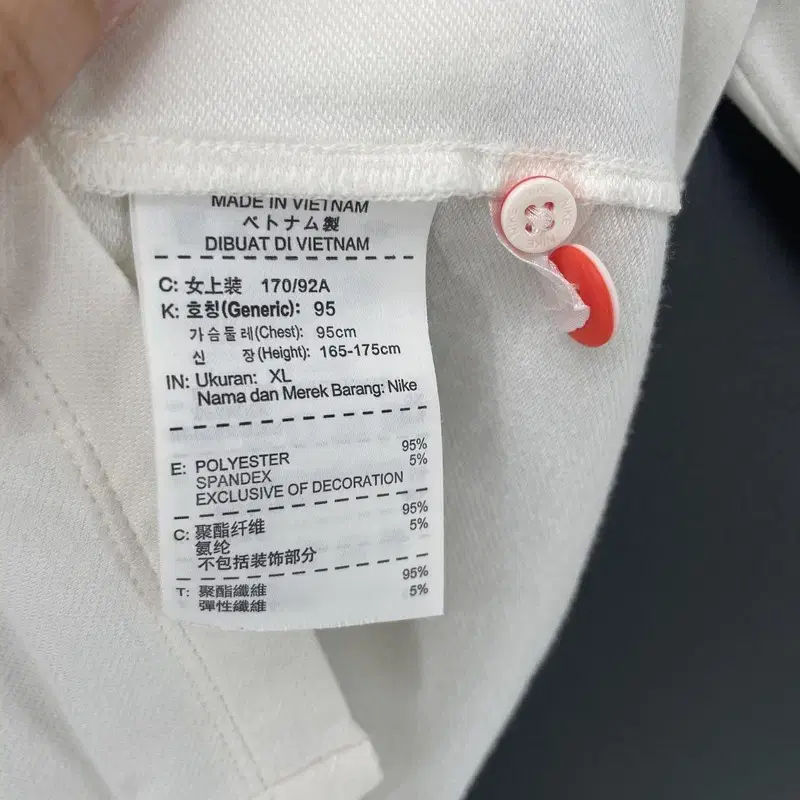 MADE IN VIETNAM
ベトナム製
DIBUAT DI VIETNAM
C: 女上装 170/92A
K: 호칭(Generic): 95
가슴둘레(Chest): 95cm
신 장(Height): 165-175cm
IN: Ukuran: XL
Nama dan Merek Barang: Nike
E: POLYESTER 95%
SPANDEX 5%
EXCLUSIVE OF DECORATION
C: 聚酯纤维 95%
氨纶 5%
不包括装饰部分
T: 聚酯纖維 95%
彈性纖維 5%
NIKE